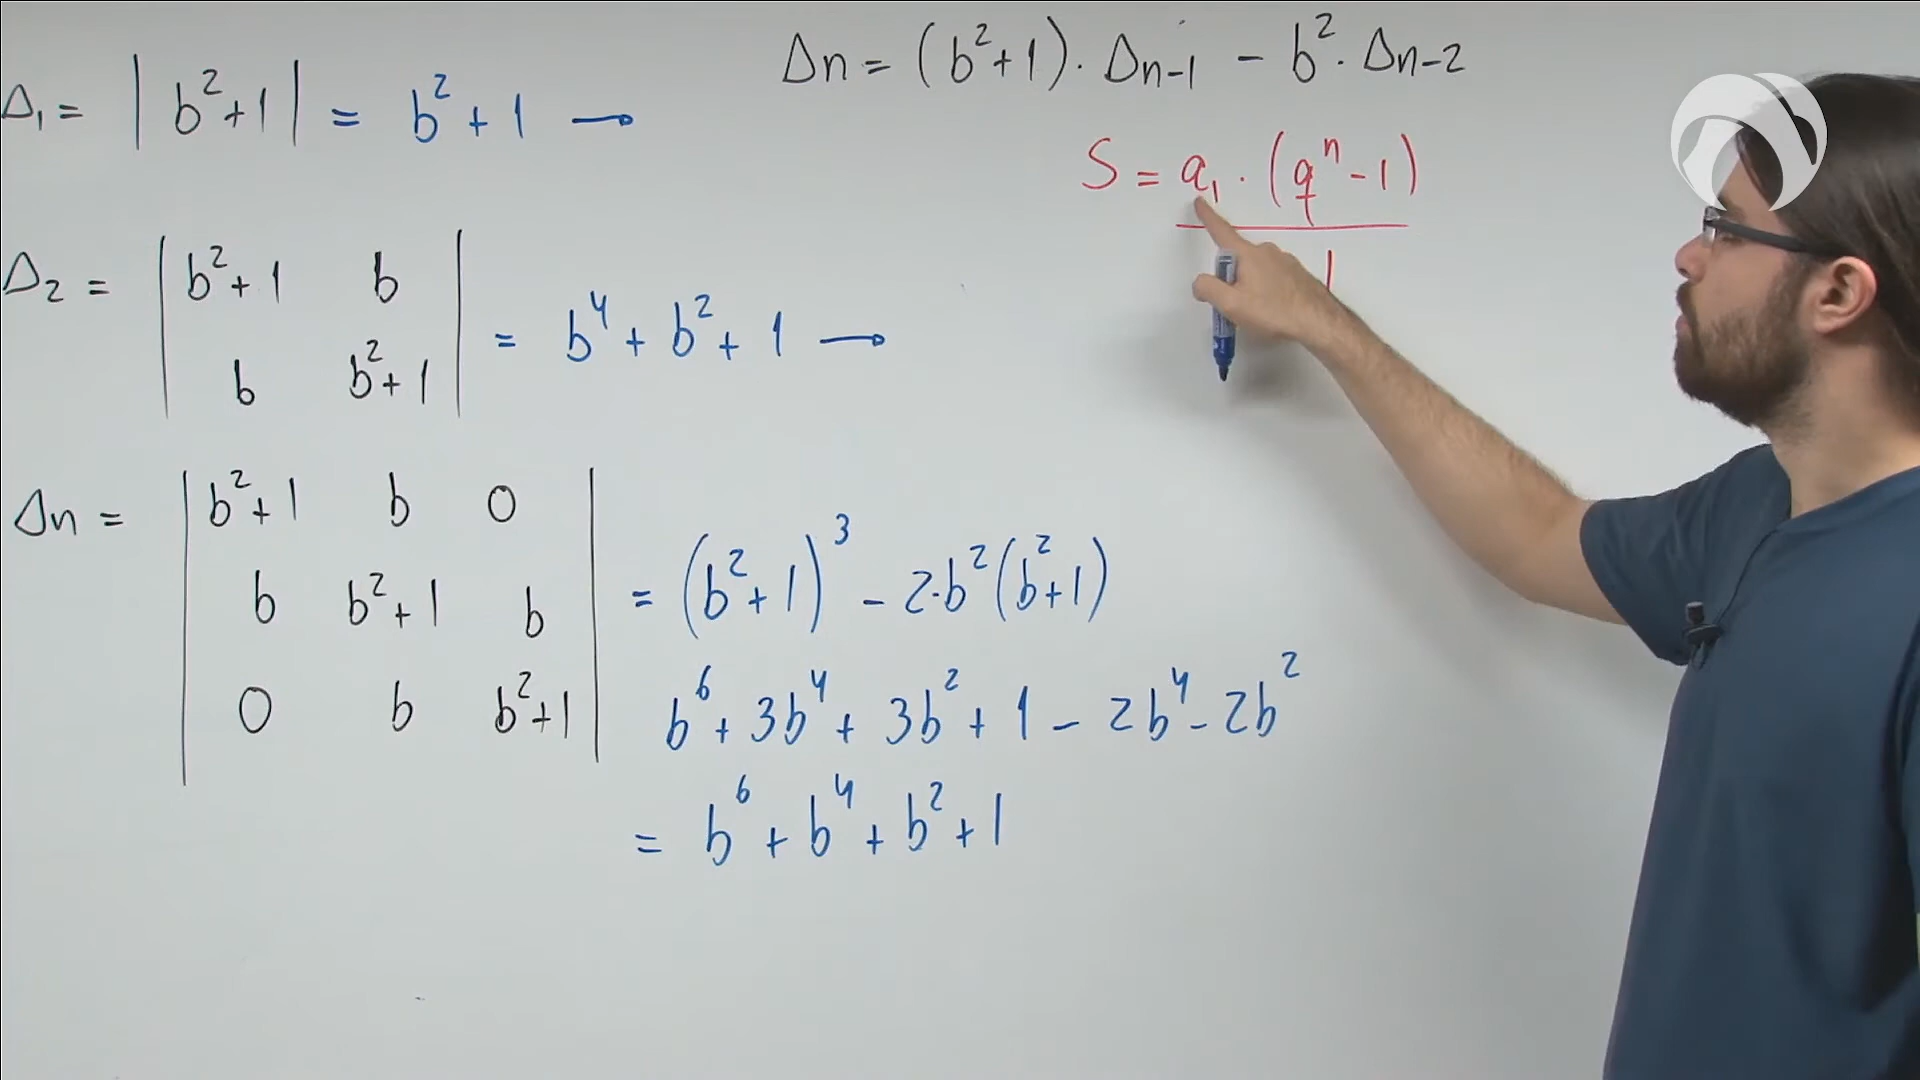 Δn = (b²+1) · Δn-1 - b² · Δn-2
Δ₁ = | b²+1 | = b² + 1 →
S = a₁ · (qⁿ - 1)
1
Δ₂ = | b²+1 b
b b²+1 | = b⁴ + b² + 1 →
Δn = | b²+1 b 0
b b²+1 b
0 b b²+1 | = (b²+1)³ - 2·b²(b²+1)
b⁶ + 3b⁴ + 3b² + 1 - 2b⁴ - 2b²
= b⁶ + b⁴ + b² + 1